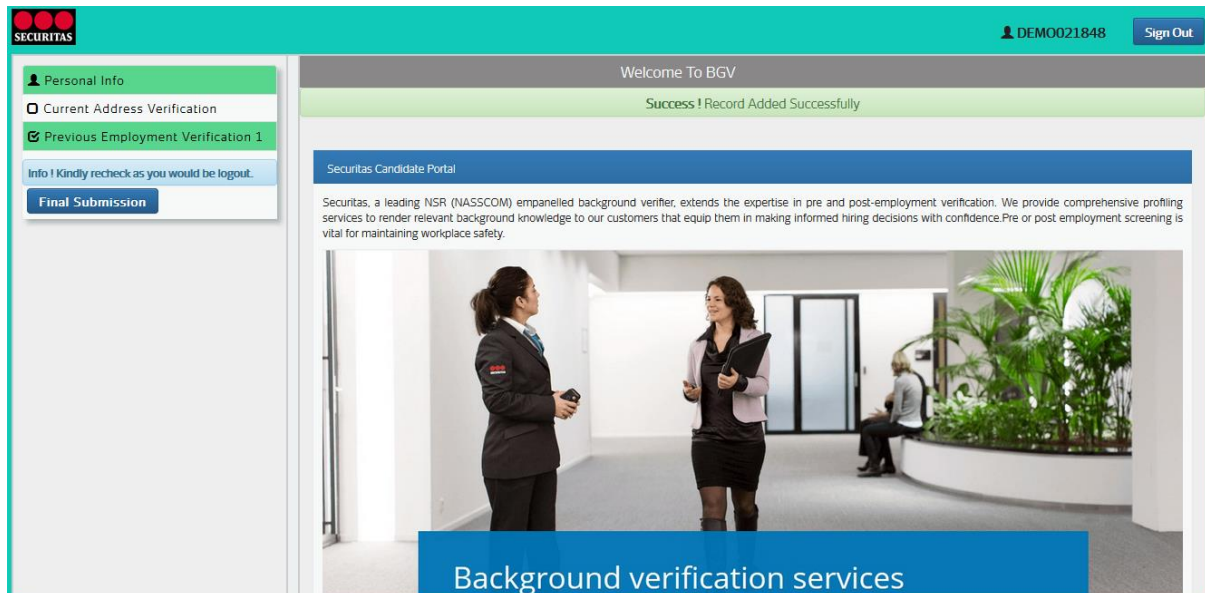 SECURITAS
DEMO021848
Sign Out
Personal Info
Current Address Verification
Previous Employment Verification 1
Info ! Kindly recheck as you would be logout.
Final Submission
Welcome To BGV
Success ! Record Added Successfully
Securitas Candidate Portal
Securitas, a leading NSR (NASSCOM) empanelled background verifier, extends the expertise in pre and post-employment verification. We provide comprehensive profiling
services to render relevant background knowledge to our customers that equip them in making informed hiring decisions with confidence.Pre or post employment screening is
vital for maintaining workplace safety.
Background verification services